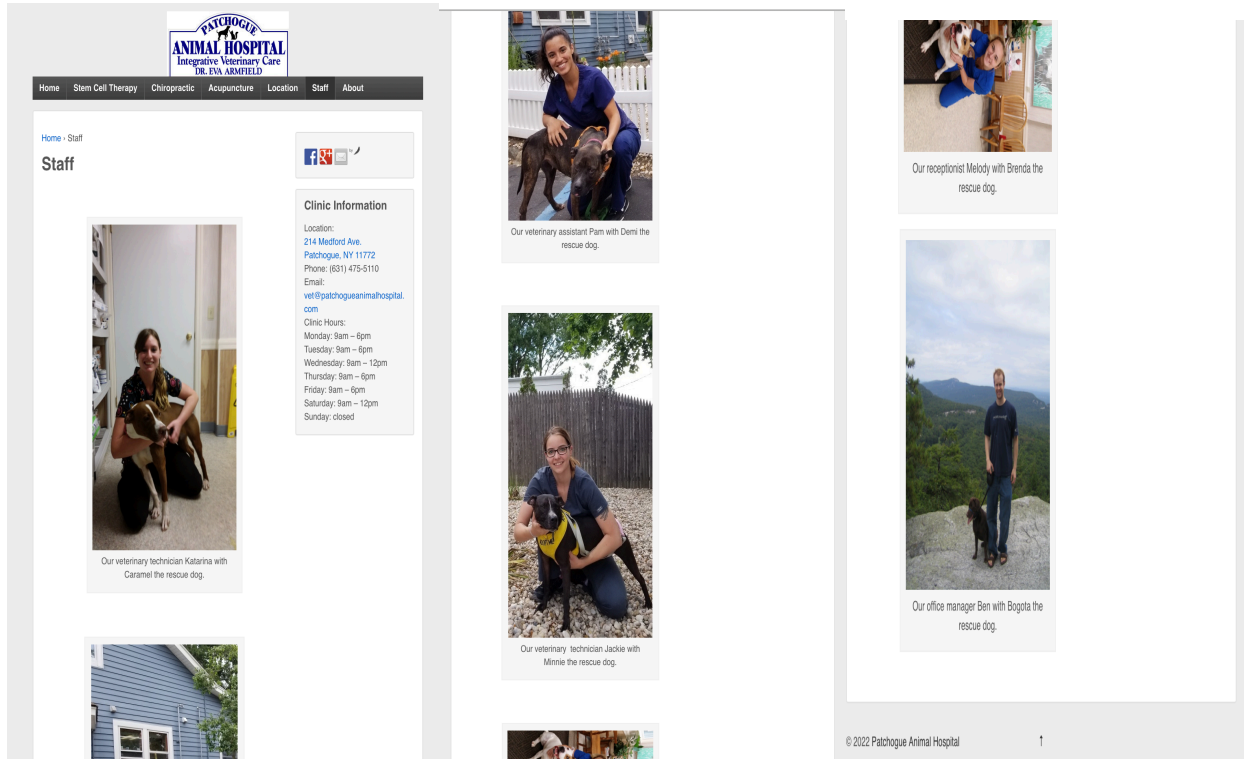 PATCHOGUE
ANIMAL HOSPITAL
Integrative Veterinary Care
DR. EVA ARMFIELD
Home Stem Cell Therapy Chiropractic Acupuncture Location Staff About
Home › Staff
Staff
by
Clinic Information
Location:
214 Medford Ave.
Patchogue, NY 11772
Phone: (631) 475-5110
Email:
vet@patchogueanimalhospital.
com
Clinic Hours:
Monday: 9am – 6pm
Tuesday: 9am – 6pm
Wednesday: 9am – 12pm
Thursday: 9am – 6pm
Friday: 9am – 6pm
Saturday: 9am – 12pm
Sunday: closed
Our veterinary technician Katarina with
Caramel the rescue dog.
Our veterinary assistant Pam with Demi the
rescue dog.
Our veterinary technician Jackie with
Minnie the rescue dog.
Our receptionist Melody with Brenda the
rescue dog.
Our office manager Ben with Bogota the
rescue dog.
© 2022 Patchogue Animal Hospital ↑